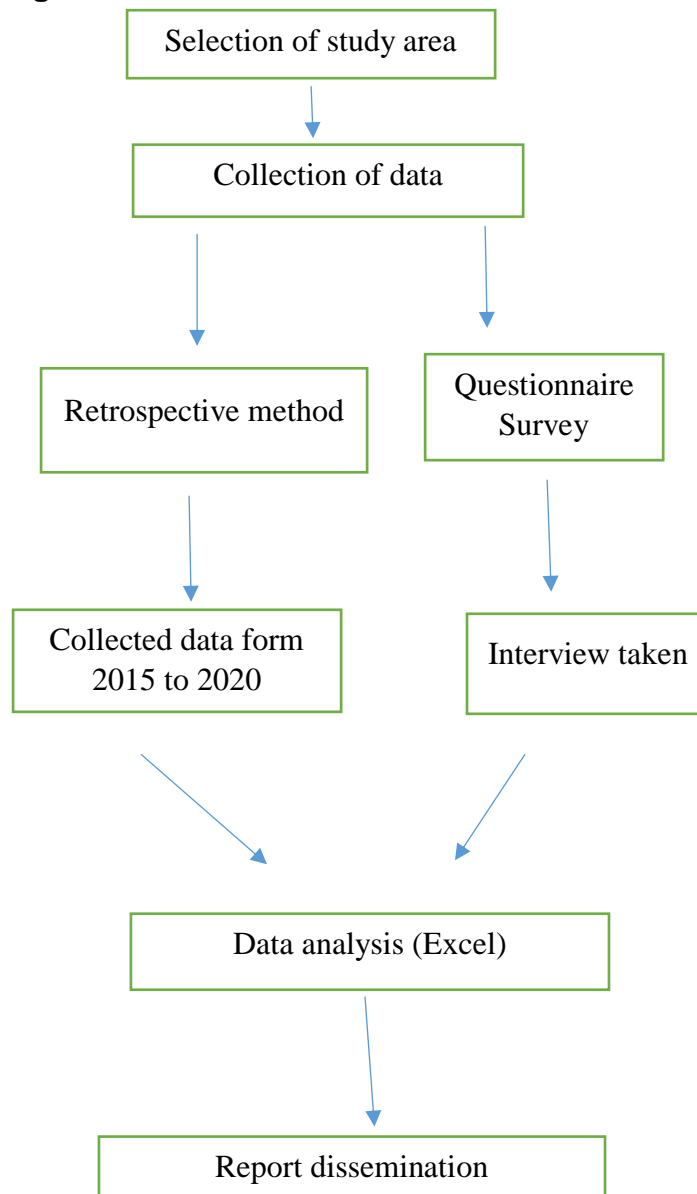 Selection of study area
Collection of data
Retrospective method
Questionnaire
Survey
Collected data form
2015 to 2020
Interview taken
Data analysis (Excel)
Report dissemination